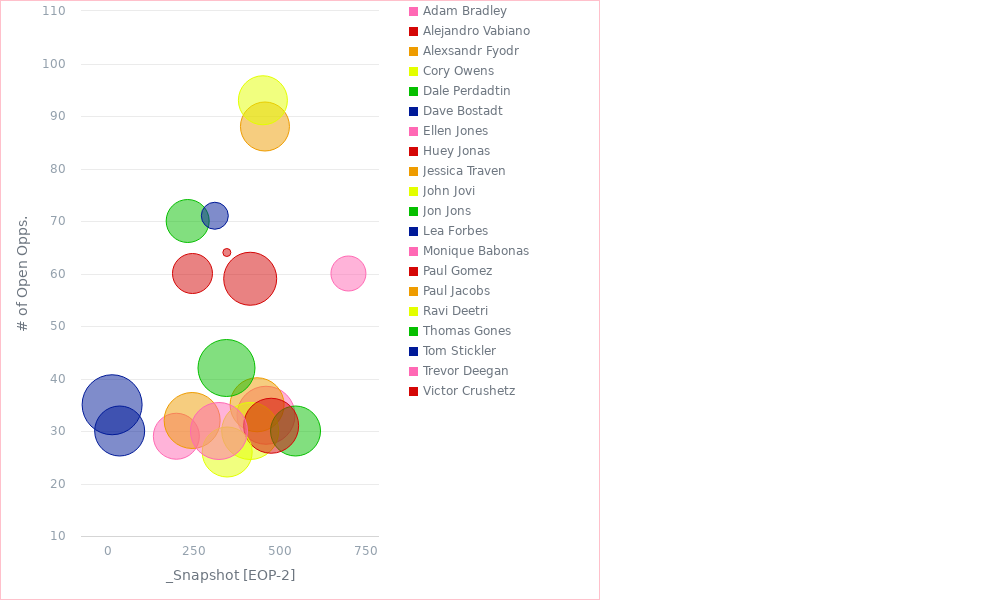 110
100
90
80
70
60
50
40
30
20
10
# of Open Opps.
0 250 500 750
_Snapshot [EOP-2]
Adam Bradley
Alejandro Vabiano
Alexsandr Fyodr
Cory Owens
Dale Perdadtin
Dave Bostadt
Ellen Jones
Huey Jonas
Jessica Traven
John Jovi
Jon Jons
Lea Forbes
Monique Babonas
Paul Gomez
Paul Jacobs
Ravi Deetri
Thomas Gones
Tom Stickler
Trevor Deegan
Victor Crushetz